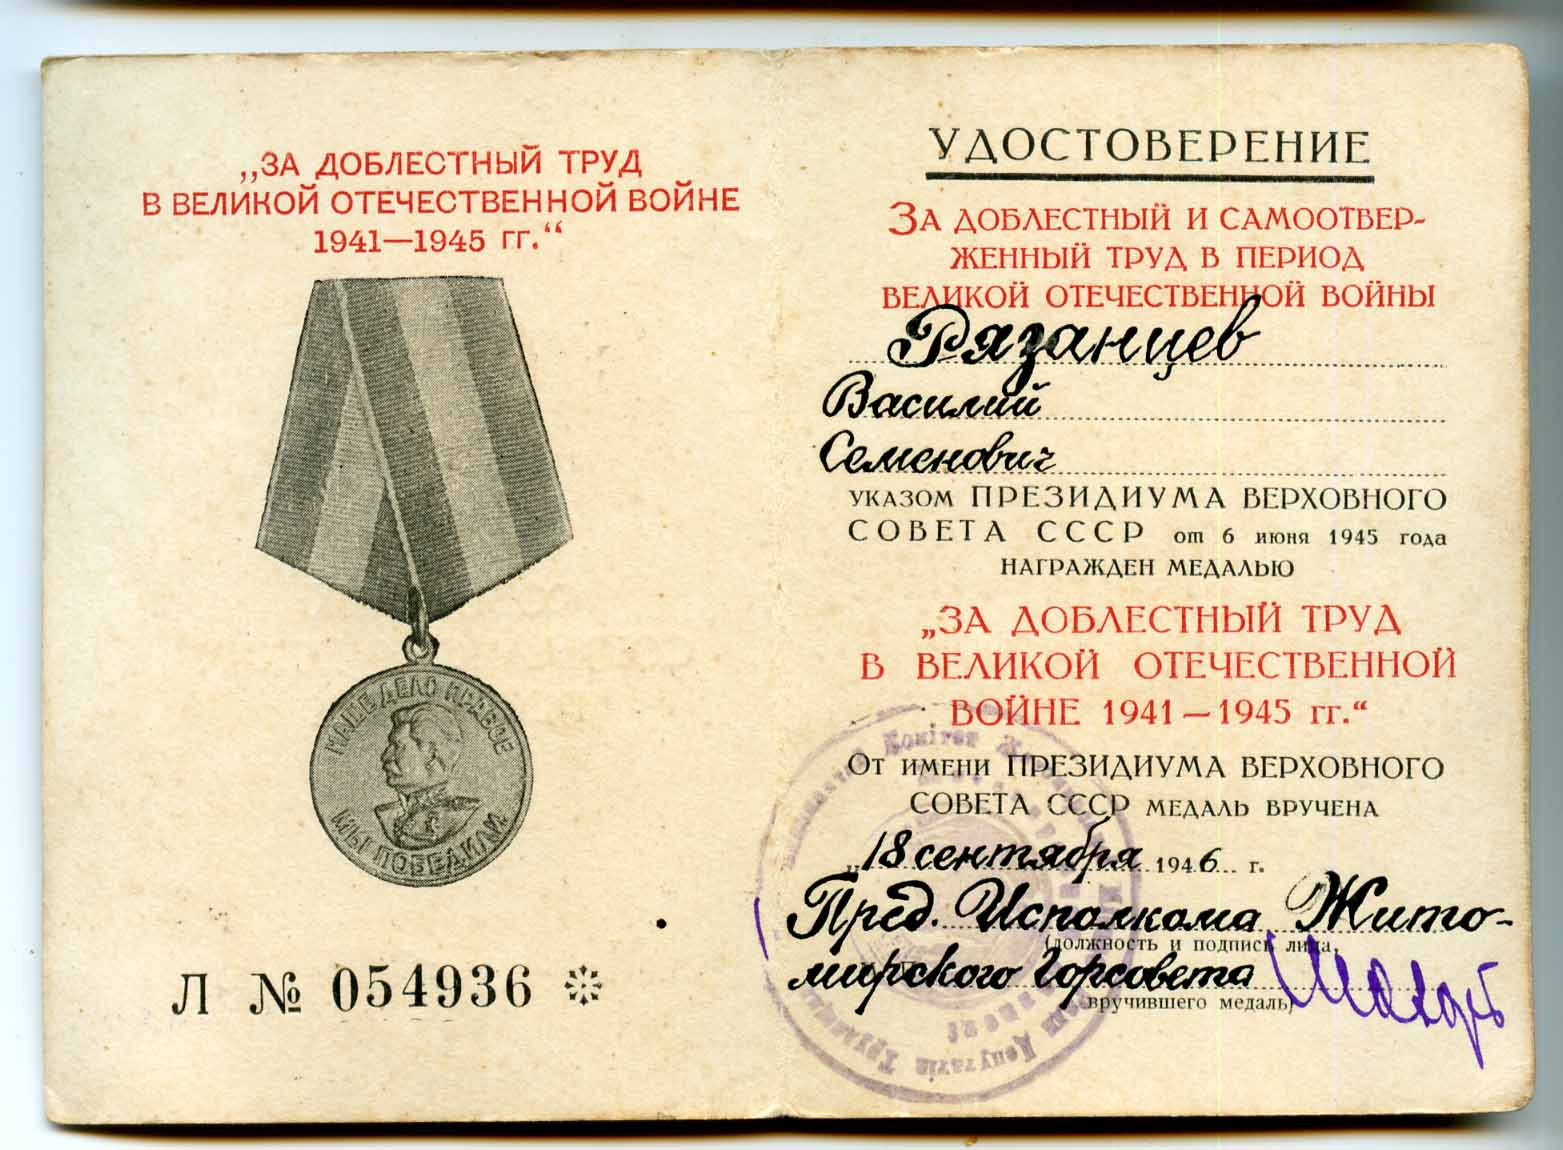 „ЗА ДОБЛЕСТНЫЙ ТРУД
В ВЕЛИКОЙ ОТЕЧЕСТВЕННОЙ ВОЙНЕ
1941—1945 гг.“
НАШЕ ДЕЛО ПРАВОЕ
МЫ ПОБЕДИЛИ
Л № 054936
УДОСТОВЕРЕНИЕ
ЗА ДОБЛЕСТНЫЙ И САМООТВЕР-
ЖЕННЫЙ ТРУД В ПЕРИОД
ВЕЛИКОЙ ОТЕЧЕСТВЕННОЙ ВОЙНЫ
Рязанцев
Василий
Семенович
УКАЗОМ ПРЕЗИДИУМА ВЕРХОВНОГО
СОВЕТА СССР от 6 июня 1945 года
НАГРАЖДЕН МЕДАЛЬЮ
„ЗА ДОБЛЕСТНЫЙ ТРУД
В ВЕЛИКОЙ ОТЕЧЕСТВЕННОЙ
ВОЙНЕ 1941—1945 гг.“
ОТ ИМЕНИ ПРЕЗИДИУМА ВЕРХОВНОГО
СОВЕТА СССР МЕДАЛЬ ВРУЧЕНА
„18 сентября 1946 г.
Пред. Исполкома Жито-
(должность и подпись лица,
мирского Горсовета
вручившего медаль)
Комітет
Депутатів